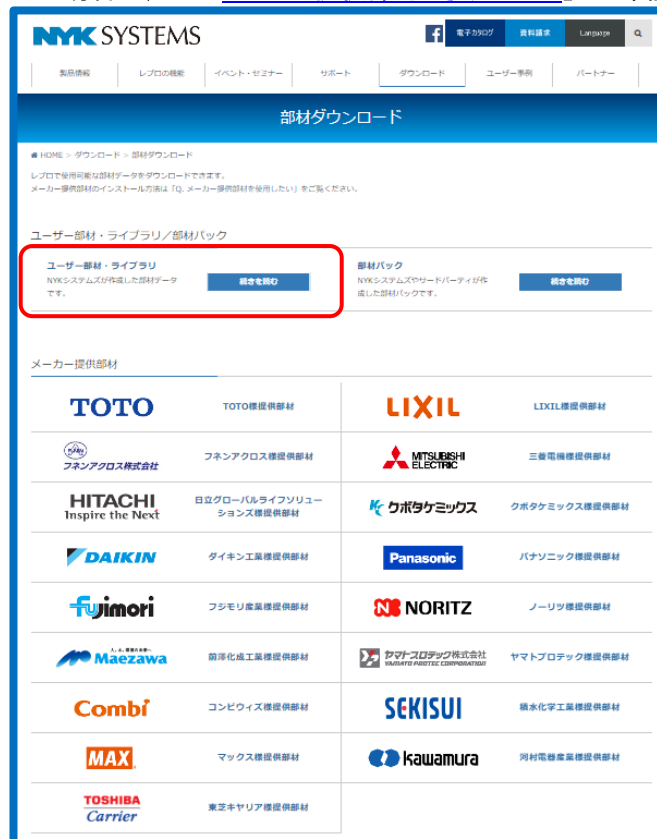 NYK SYSTEMS
f
電子カタログ
資料請求
Language
製品情報
レブロの機能
イベント・セミナー
サポート
ダウンロード
ユーザー事例
パートナー
部材ダウンロード
HOME > ダウンロード > 部材ダウンロード
レブロで使用可能な部材データをダウンロードできます。
メーカー提供部材のインストール方法は「Q. メーカー提供部材を使用したい」をご覧ください。
ユーザー部材・ライブラリ／部材パック
ユーザー部材・ライブラリ
NYKシステムズが作成した部材データ
です。
続きを読む
部材パック
NYKシステムズやサードパーティが作
成した部材パックです。
続きを読む
メーカー提供部材
TOTO
TOTO様提供部材
LIXIL
LIXIL様提供部材
フネンアクロス株式会社
フネンアクロス様提供部材
MITSUBISHI
ELECTRIC
三菱電機様提供部材
HITACHI
Inspire the Next
日立グローバルライフソリュー
ションズ様提供部材
クボタケミックス
クボタケミックス様提供部材
DAIKIN
ダイキン工業様提供部材
Panasonic
パナソニック様提供部材
Fujimori
フジモリ産業様提供部材
NORITZ
ノーリツ様提供部材
Maezawa
前澤化成工業様提供部材
ヤマトプロテック株式会社
YAMATO PROTEC CORPORATION
ヤマトプロテック様提供部材
Combi
コンビウィズ様提供部材
SEKISUI
積水化学工業様提供部材
MAX
マックス様提供部材
kawamura
河村電器産業様提供部材
TOSHIBA
Carrier
東芝キヤリア様提供部材